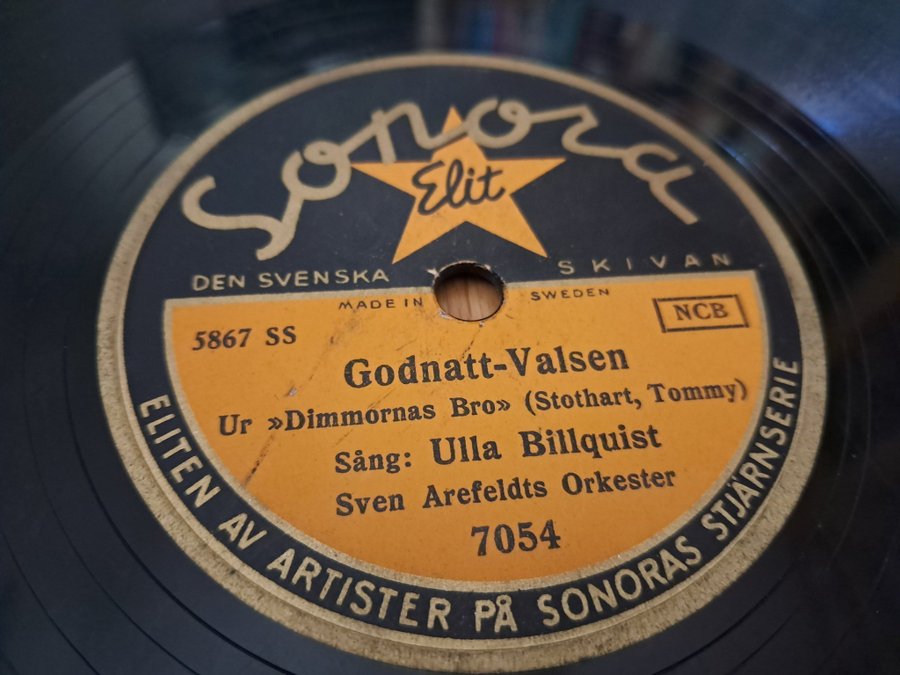 Sonora
Elit
DEN SVENSKA SKIVAN
MADE IN SWEDEN
5867 SS
NCB
Godnatt-Valsen
Ur »Dimmornas Bro» (Stothart, Tommy)
Sång: Ulla Billquist
Sven Arefeldts Orkester
7054
ELITEN AV ARTISTER PÅ SONORAS STJÄRNSERIE